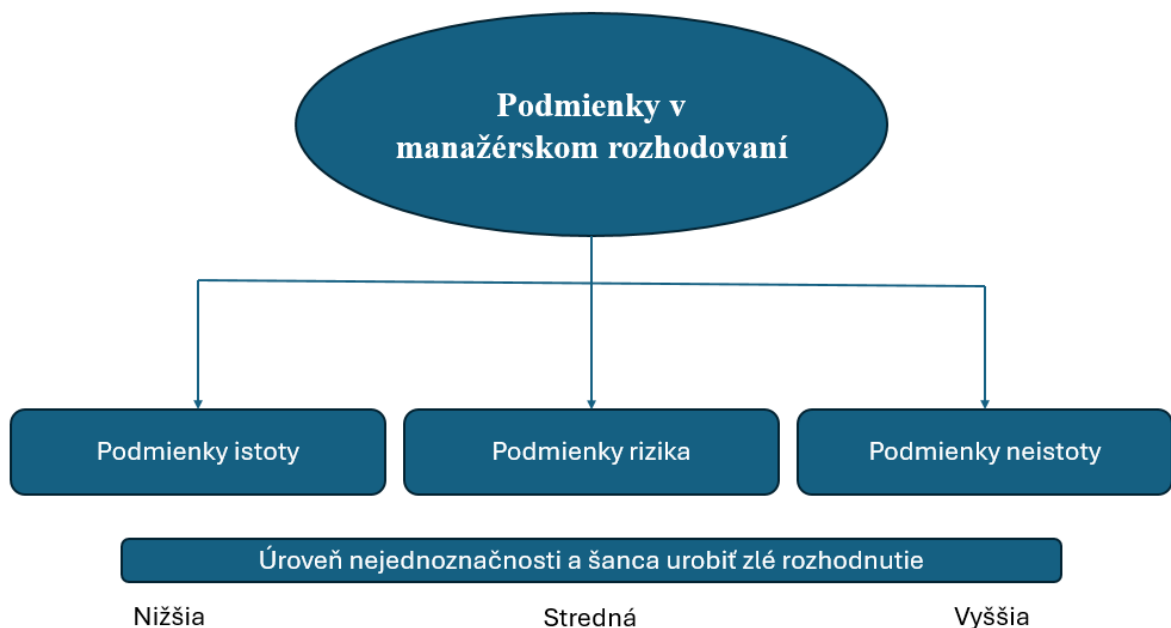 Podmienky v
manažérskom rozhodovaní
Podmienky istoty
Podmienky rizika
Podmienky neistoty
Úroveň nejednoznačnosti a šanca urobiť zlé rozhodnutie
Nižšia
Stredná
Vyššia